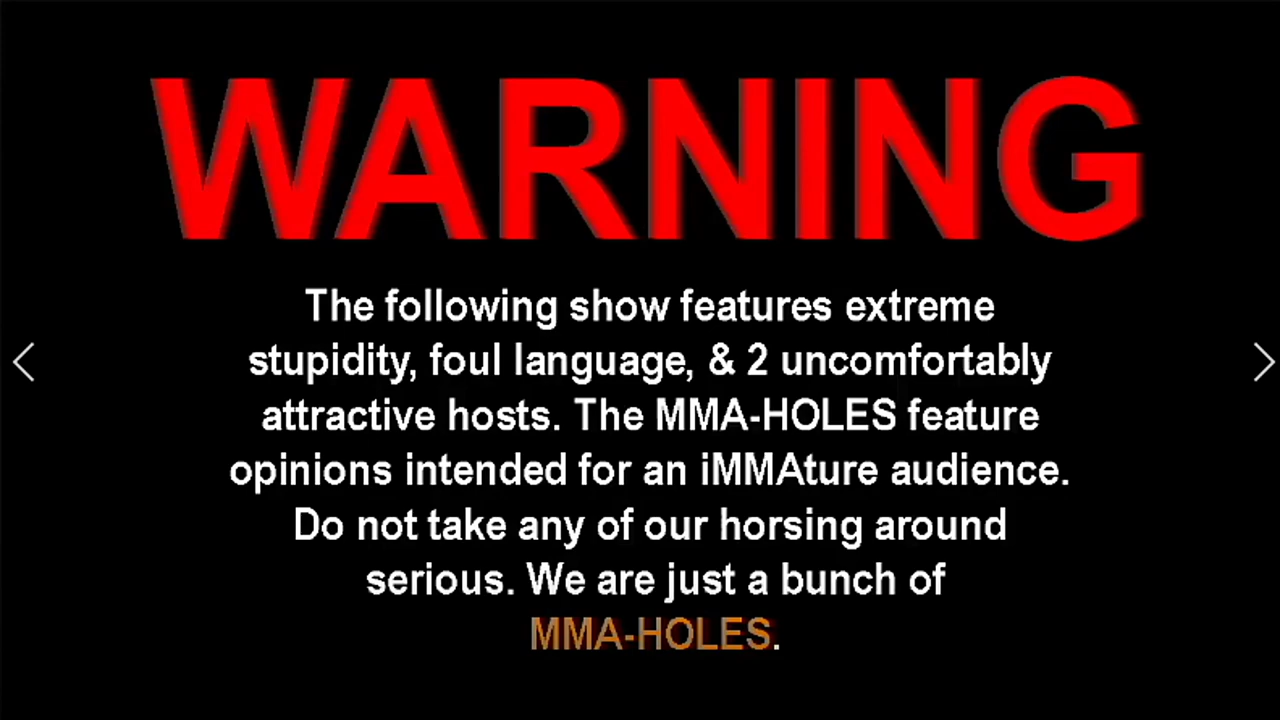 WARNING
The following show features extreme
stupidity, foul language, & 2 uncomfortably
attractive hosts. The MMA-HOLES feature
opinions intended for an iMMAture audience.
Do not take any of our horsing around
serious. We are just a bunch of
MMA-HOLES.